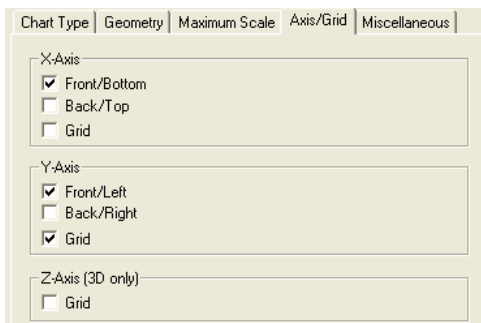 Chart Type Geometry Maximum Scale Axis/Grid Miscellaneous
X-Axis
Front/Bottom
Back/Top
Grid
Y-Axis
Front/Left
Back/Right
Grid
Z-Axis (3D only)
Grid